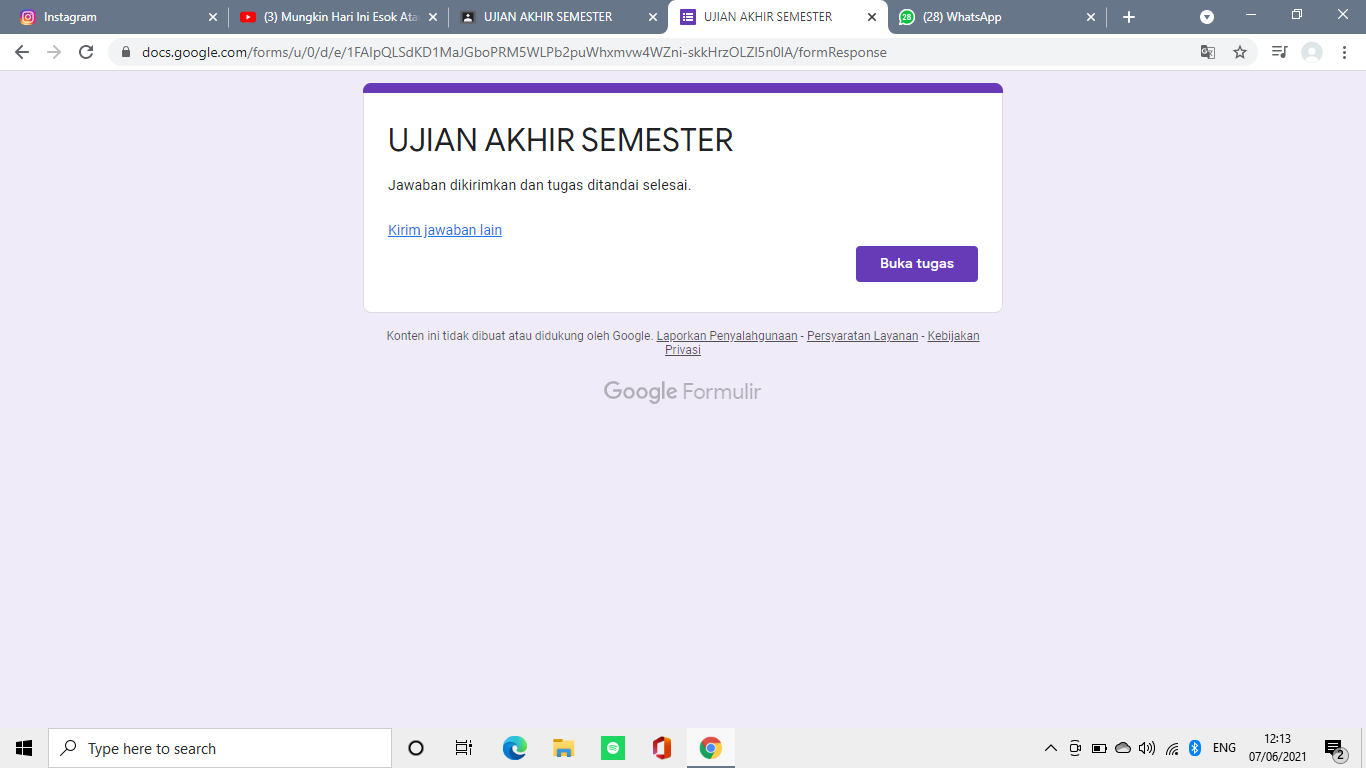 Instagram
(3) Mungkin Hari Ini Esok Ata
UJIAN AKHIR SEMESTER
UJIAN AKHIR SEMESTER
28
(28) WhatsApp
docs.google.com/forms/u/0/d/e/1FAIpQLSdKD1MaJGboPRM5WLPb2puWhxmvw4WZni-skkHrzOLZI5n0IA/formResponse
UJIAN AKHIR SEMESTER
Jawaban dikirimkan dan tugas ditandai selesai.
Kirim jawaban lain
Buka tugas
Konten ini tidak dibuat atau didukung oleh Google. Laporkan Penyalahgunaan - Persyaratan Layanan - Kebijakan
Privasi
Google Formulir
Type here to search
ENG
12:13
07/06/2021
2